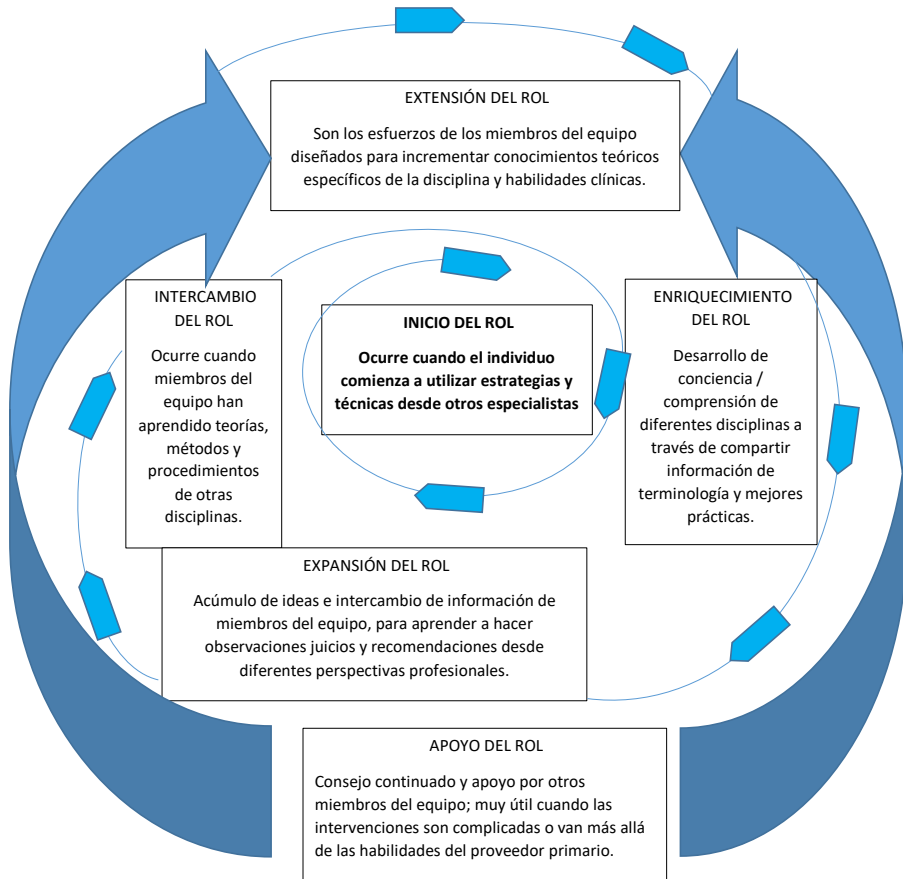 EXTENSIÓN DEL ROL
Son los esfuerzos de los miembros del equipo
diseñados para incrementar conocimientos teóricos
específicos de la disciplina y habilidades clínicas.
INTERCAMBIO
DEL ROL
Ocurre cuando
miembros del
equipo han
aprendido teorías,
métodos y
procedimientos
de otras
disciplinas.
INICIO DEL ROL
Ocurre cuando el individuo
comienza a utilizar estrategias y
técnicas desde otros especialistas
ENRIQUECIMIENTO
DEL ROL
Desarrollo de
conciencia /
comprensión de
diferentes disciplinas a
través de compartir
información de
terminología y mejores
prácticas.
EXPANSIÓN DEL ROL
Acúmulo de ideas e intercambio de información de
miembros del equipo, para aprender a hacer
observaciones juicios y recomendaciones desde
diferentes perspectivas profesionales.
APOYO DEL ROL
Consejo continuado y apoyo por otros
miembros del equipo; muy útil cuando las
intervenciones son complicadas o van más allá
de las habilidades del proveedor primario.